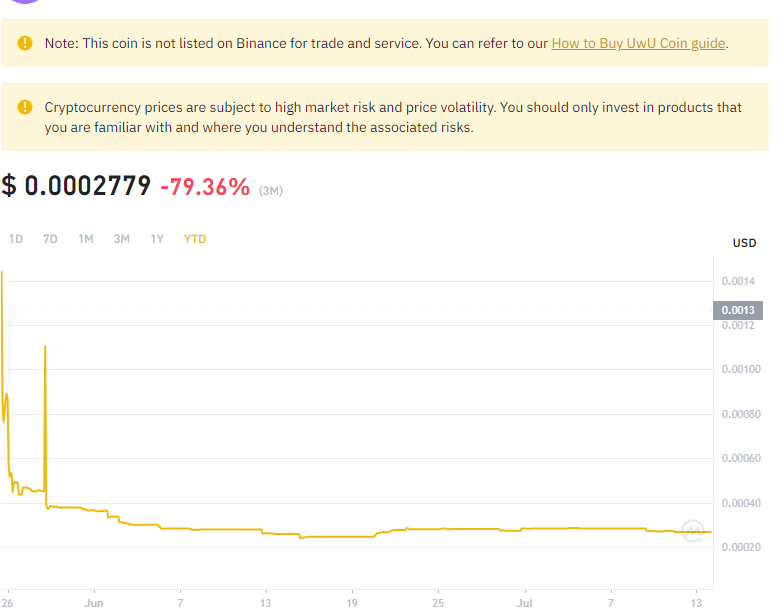 Note: This coin is not listed on Binance for trade and service. You can refer to our How to Buy UwU Coin guide.
Cryptocurrency prices are subject to high market risk and price volatility. You should only invest in products that
you are familiar with and where you understand the associated risks.
$ 0.0002779 -79.36% (3M)
1D 7D 1M 3M 1Y YTD
USD
0.0014
0.0013
0.0012
0.00100
0.00080
0.00060
0.00040
0.00020
26 Jun 7 13 19 25 Jul 7 13